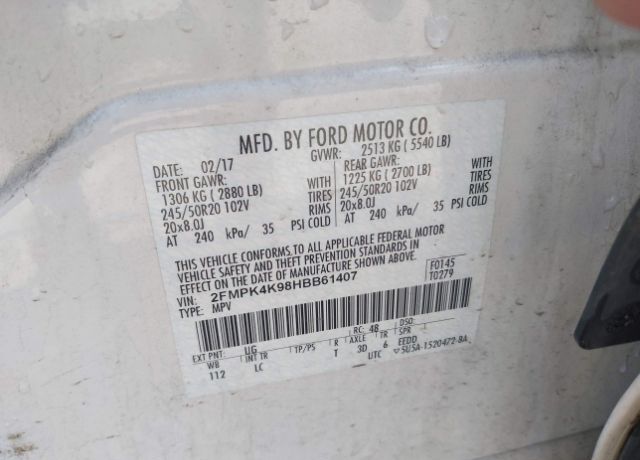 MFD. BY FORD MOTOR CO.
DATE: 02/17 GVWR: 2513 KG ( 5540 LB)
FRONT GAWR: REAR GAWR:
1306 KG ( 2880 LB) 1225 KG ( 2700 LB)
245/50R20 102V TIRES 245/50R20 102V TIRES
20x8.0J RIMS 20x8.0J RIMS
AT 240 kPa/ 35 PSI COLD AT 240 kPa/ 35 PSI COLD
THIS VEHICLE CONFORMS TO ALL APPLICABLE FEDERAL MOTOR
VEHICLE SAFETY AND THEFT PREVENTION STANDARDS IN
EFFECT ON THE DATE OF MANUFACTURE SHOWN ABOVE.
VIN: 2FMPK4K98HBB61407 F0145
TYPE: MPV T0279
EXT PNT: UG RC: 48 DSO:
WB INT TR TP/PS R AXLE TR SPR
112 LC T 3D 6 EEDD
UTC ▽5U5A-1520472-BA